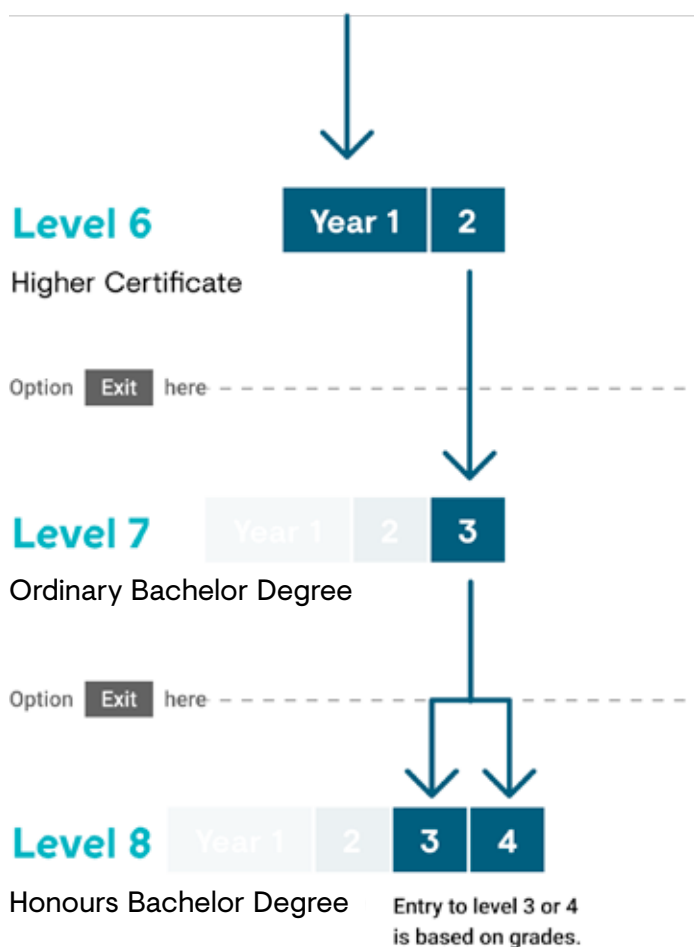 Level 6
Year 1 2
Higher Certificate
Option Exit here
Level 7
Year 1 2 3
Ordinary Bachelor Degree
Option Exit here
Level 8
Year 1 2 3 4
Honours Bachelor Degree
Entry to level 3 or 4
is based on grades.